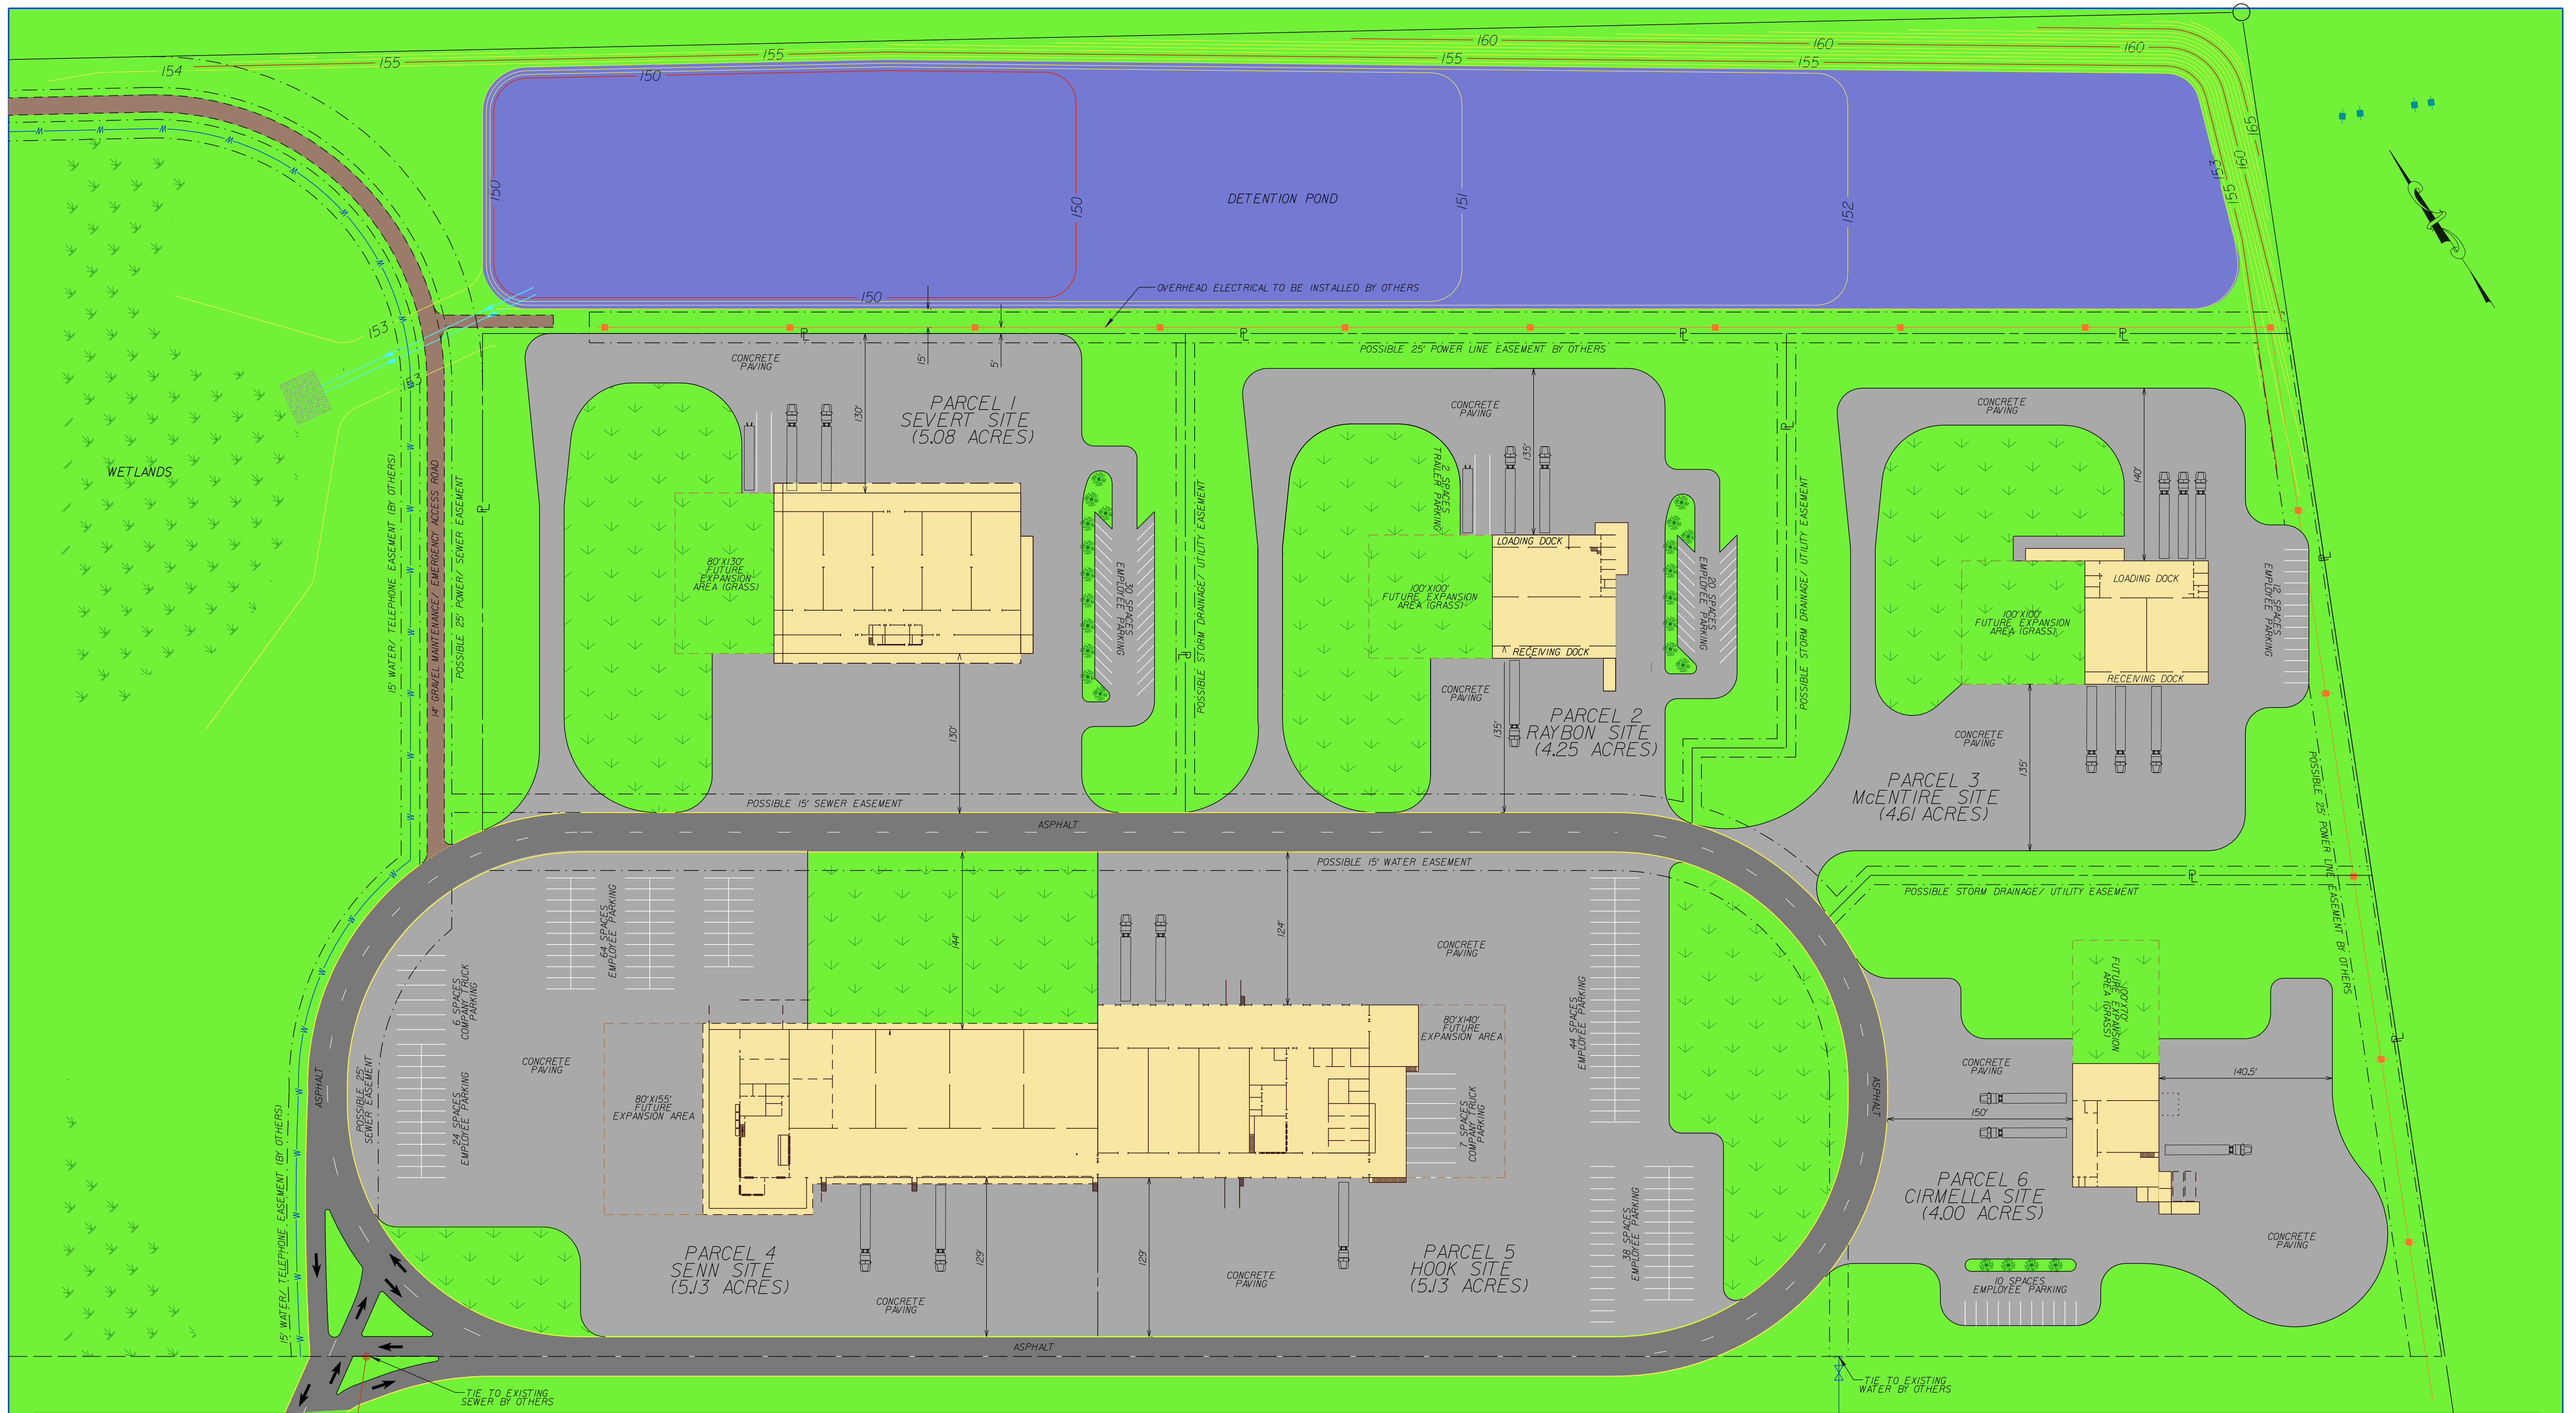 154
155
155
160
155
160
155
160
150
150
150
151
152
153
155
160
165
DETENTION POND
150
OVERHEAD ELECTRICAL TO BE INSTALLED BY OTHERS
153
153
WETLANDS
15' WATER/ TELEPHONE EASEMENT (BY OTHERS)
14' GRAVEL MAINTENANCE/ EMERGENCY ACCESS ROAD
POSSIBLE 25' POWER/ SEWER EASEMENT
POSSIBLE 25' POWER LINE EASEMENT BY OTHERS
15'
5'
CONCRETE
PAVING
130'
PARCEL 1
SEVERT SITE
(5.08 ACRES)
80'X130'
FUTURE
EXPANSION
AREA (GRASS)
130'
30 SPACES
EMPLOYEE PARKING
POSSIBLE STORM DRAINAGE/ UTILITY EASEMENT
POSSIBLE 15' SEWER EASEMENT
CONCRETE
PAVING
135'
2 SPACES
TRAILER PARKING
LOADING DOCK
100'X100'
FUTURE EXPANSION
AREA (GRASS)
RECEIVING DOCK
CONCRETE
PAVING
135'
PARCEL 2
RAYBON SITE
(4.25 ACRES)
20 SPACES
EMPLOYEE PARKING
POSSIBLE STORM DRAINAGE/ UTILITY EASEMENT
CONCRETE
PAVING
140'
LOADING DOCK
100'X100'
FUTURE EXPANSION
AREA (GRASS)
RECEIVING DOCK
12 SPACES
EMPLOYEE PARKING
CONCRETE
PAVING
135'
PARCEL 3
McENTIRE SITE
(4.61 ACRES)
POSSIBLE 25' POWER LINE EASEMENT BY OTHERS
POSSIBLE STORM DRAINAGE/ UTILITY EASEMENT
ASPHALT
POSSIBLE 15' WATER EASEMENT
64 SPACES
EMPLOYEE PARKING
144'
124'
CONCRETE
PAVING
6 SPACES
COMPANY TRUCK
PARKING
24 SPACES
EMPLOYEE PARKING
POSSIBLE 25'
SEWER EASEMENT
ASPHALT
15' WATER/ TELEPHONE EASEMENT (BY OTHERS)
CONCRETE
PAVING
80'X155'
FUTURE
EXPANSION AREA
80'X140'
FUTURE
EXPANSION AREA
7 SPACES
COMPANY TRUCK
PARKING
44 SPACES
EMPLOYEE PARKING
38 SPACES
EMPLOYEE PARKING
ASPHALT
PARCEL 4
SENN SITE
(5.13 ACRES)
CONCRETE
PAVING
129'
129'
CONCRETE
PAVING
PARCEL 5
HOOK SITE
(5.13 ACRES)
100'X70'
FUTURE EXPANSION
AREA (GRASS)
CONCRETE
PAVING
140.5'
150'
PARCEL 6
CIRMELLA SITE
(4.00 ACRES)
CONCRETE
PAVING
10 SPACES
EMPLOYEE PARKING
ASPHALT
TIE TO EXISTING
SEWER BY OTHERS
TIE TO EXISTING
WATER BY OTHERS